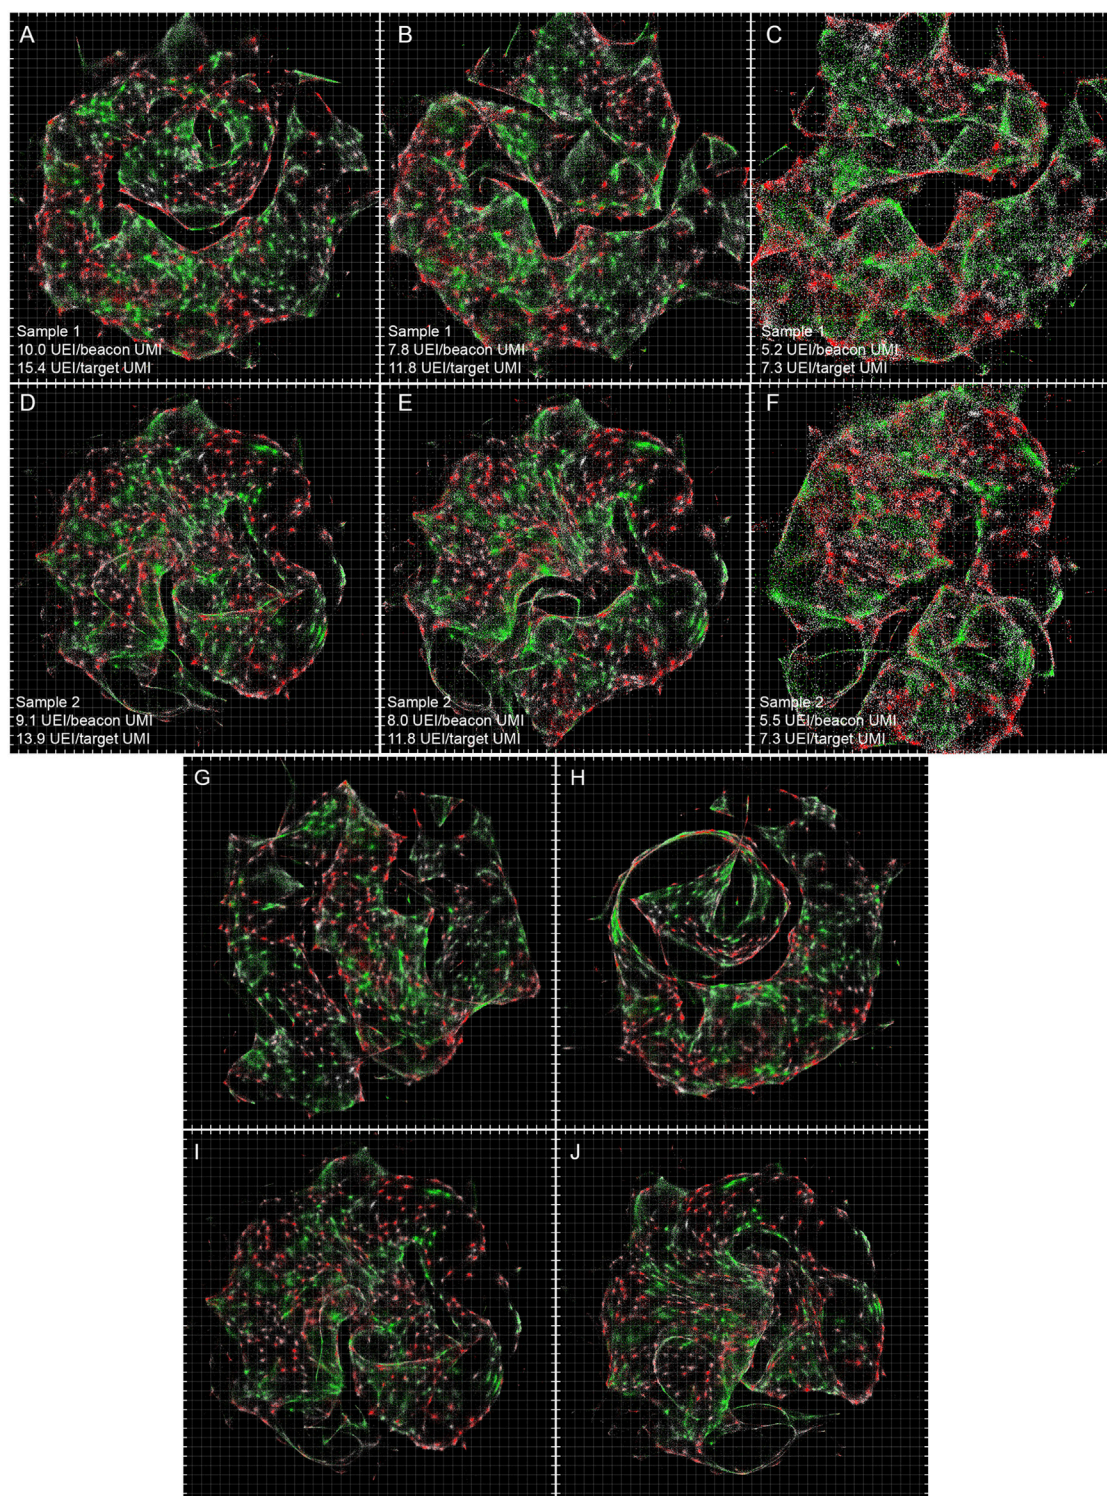 A
B
C
Sample 1
10.0 UEI/beacon UMI
15.4 UEI/target UMI
Sample 1
7.8 UEI/beacon UMI
11.8 UEI/target UMI
Sample 1
5.2 UEI/beacon UMI
7.3 UEI/target UMI
D
E
F
Sample 2
9.1 UEI/beacon UMI
13.9 UEI/target UMI
Sample 2
8.0 UEI/beacon UMI
11.8 UEI/target UMI
Sample 2
5.5 UEI/beacon UMI
7.3 UEI/target UMI
G
H
I
J